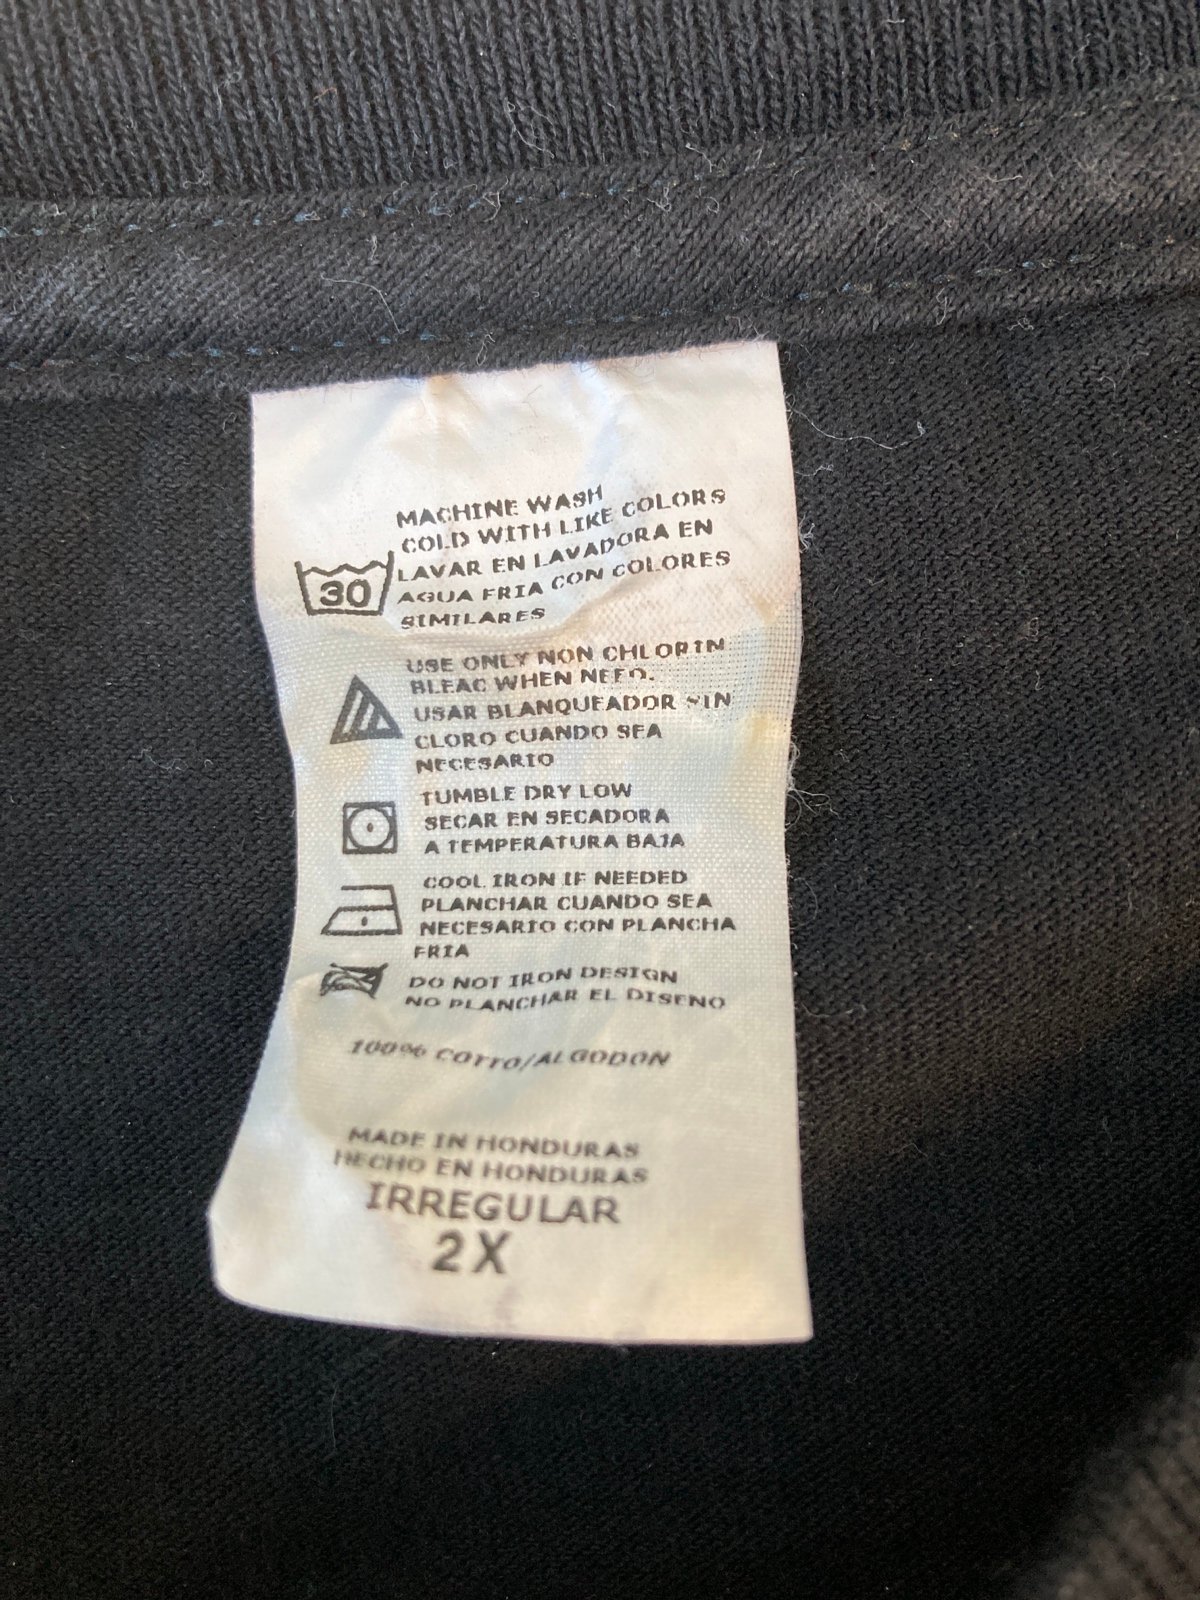 MACHINE WASH
COLD WITH LIKE COLORS
LAVAR EN LAVADORA EN
AGUA FRIA CON COLORES
SIMILARES
30
USE ONLY NON CHLORIN
BLEAC WHEN NEED.
USAR BLANQUEADOR SIN
CLORO CUANDO SEA
NECESARIO
TUMBLE DRY LOW
SECAR EN SECADORA
A TEMPERATURA BAJA
COOL IRON IF NEEDED
PLANCHAR CUANDO SEA
NECESARIO CON PLANCHA
FRIA
DO NOT IRON DESIGN
NO PLANCHAR EL DISENO
100% COTTO/ALGODON
MADE IN HONDURAS
HECHO EN HONDURAS
IRREGULAR
2X